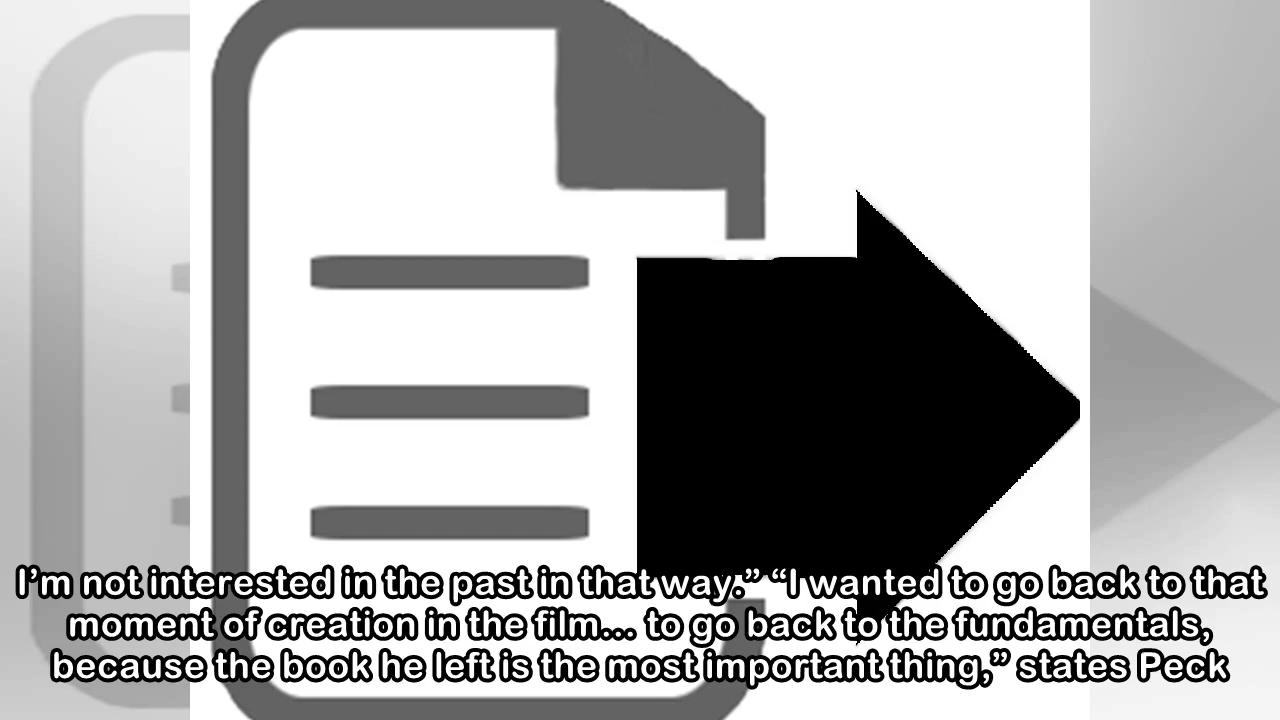 I’m not interested in the past in that way.” “I wanted to go back to that
moment of creation in the film... to go back to the fundamentals,
because the book he left is the most important thing,” states Peck